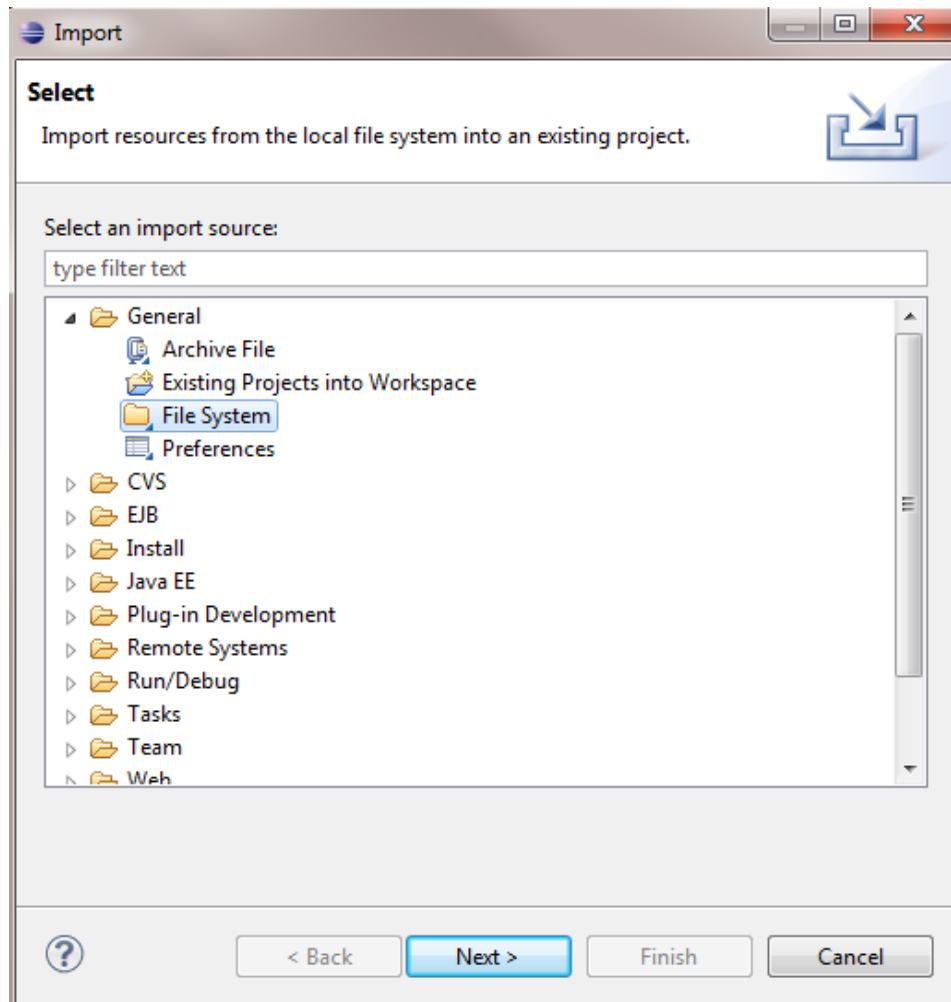 Import
Select
Import resources from the local file system into an existing project.
Select an import source:
type filter text
General
Archive File
Existing Projects into Workspace
File System
Preferences
CVS
EJB
Install
Java EE
Plug-in Development
Remote Systems
Run/Debug
Tasks
Team
Web
? < Back Next > Finish Cancel